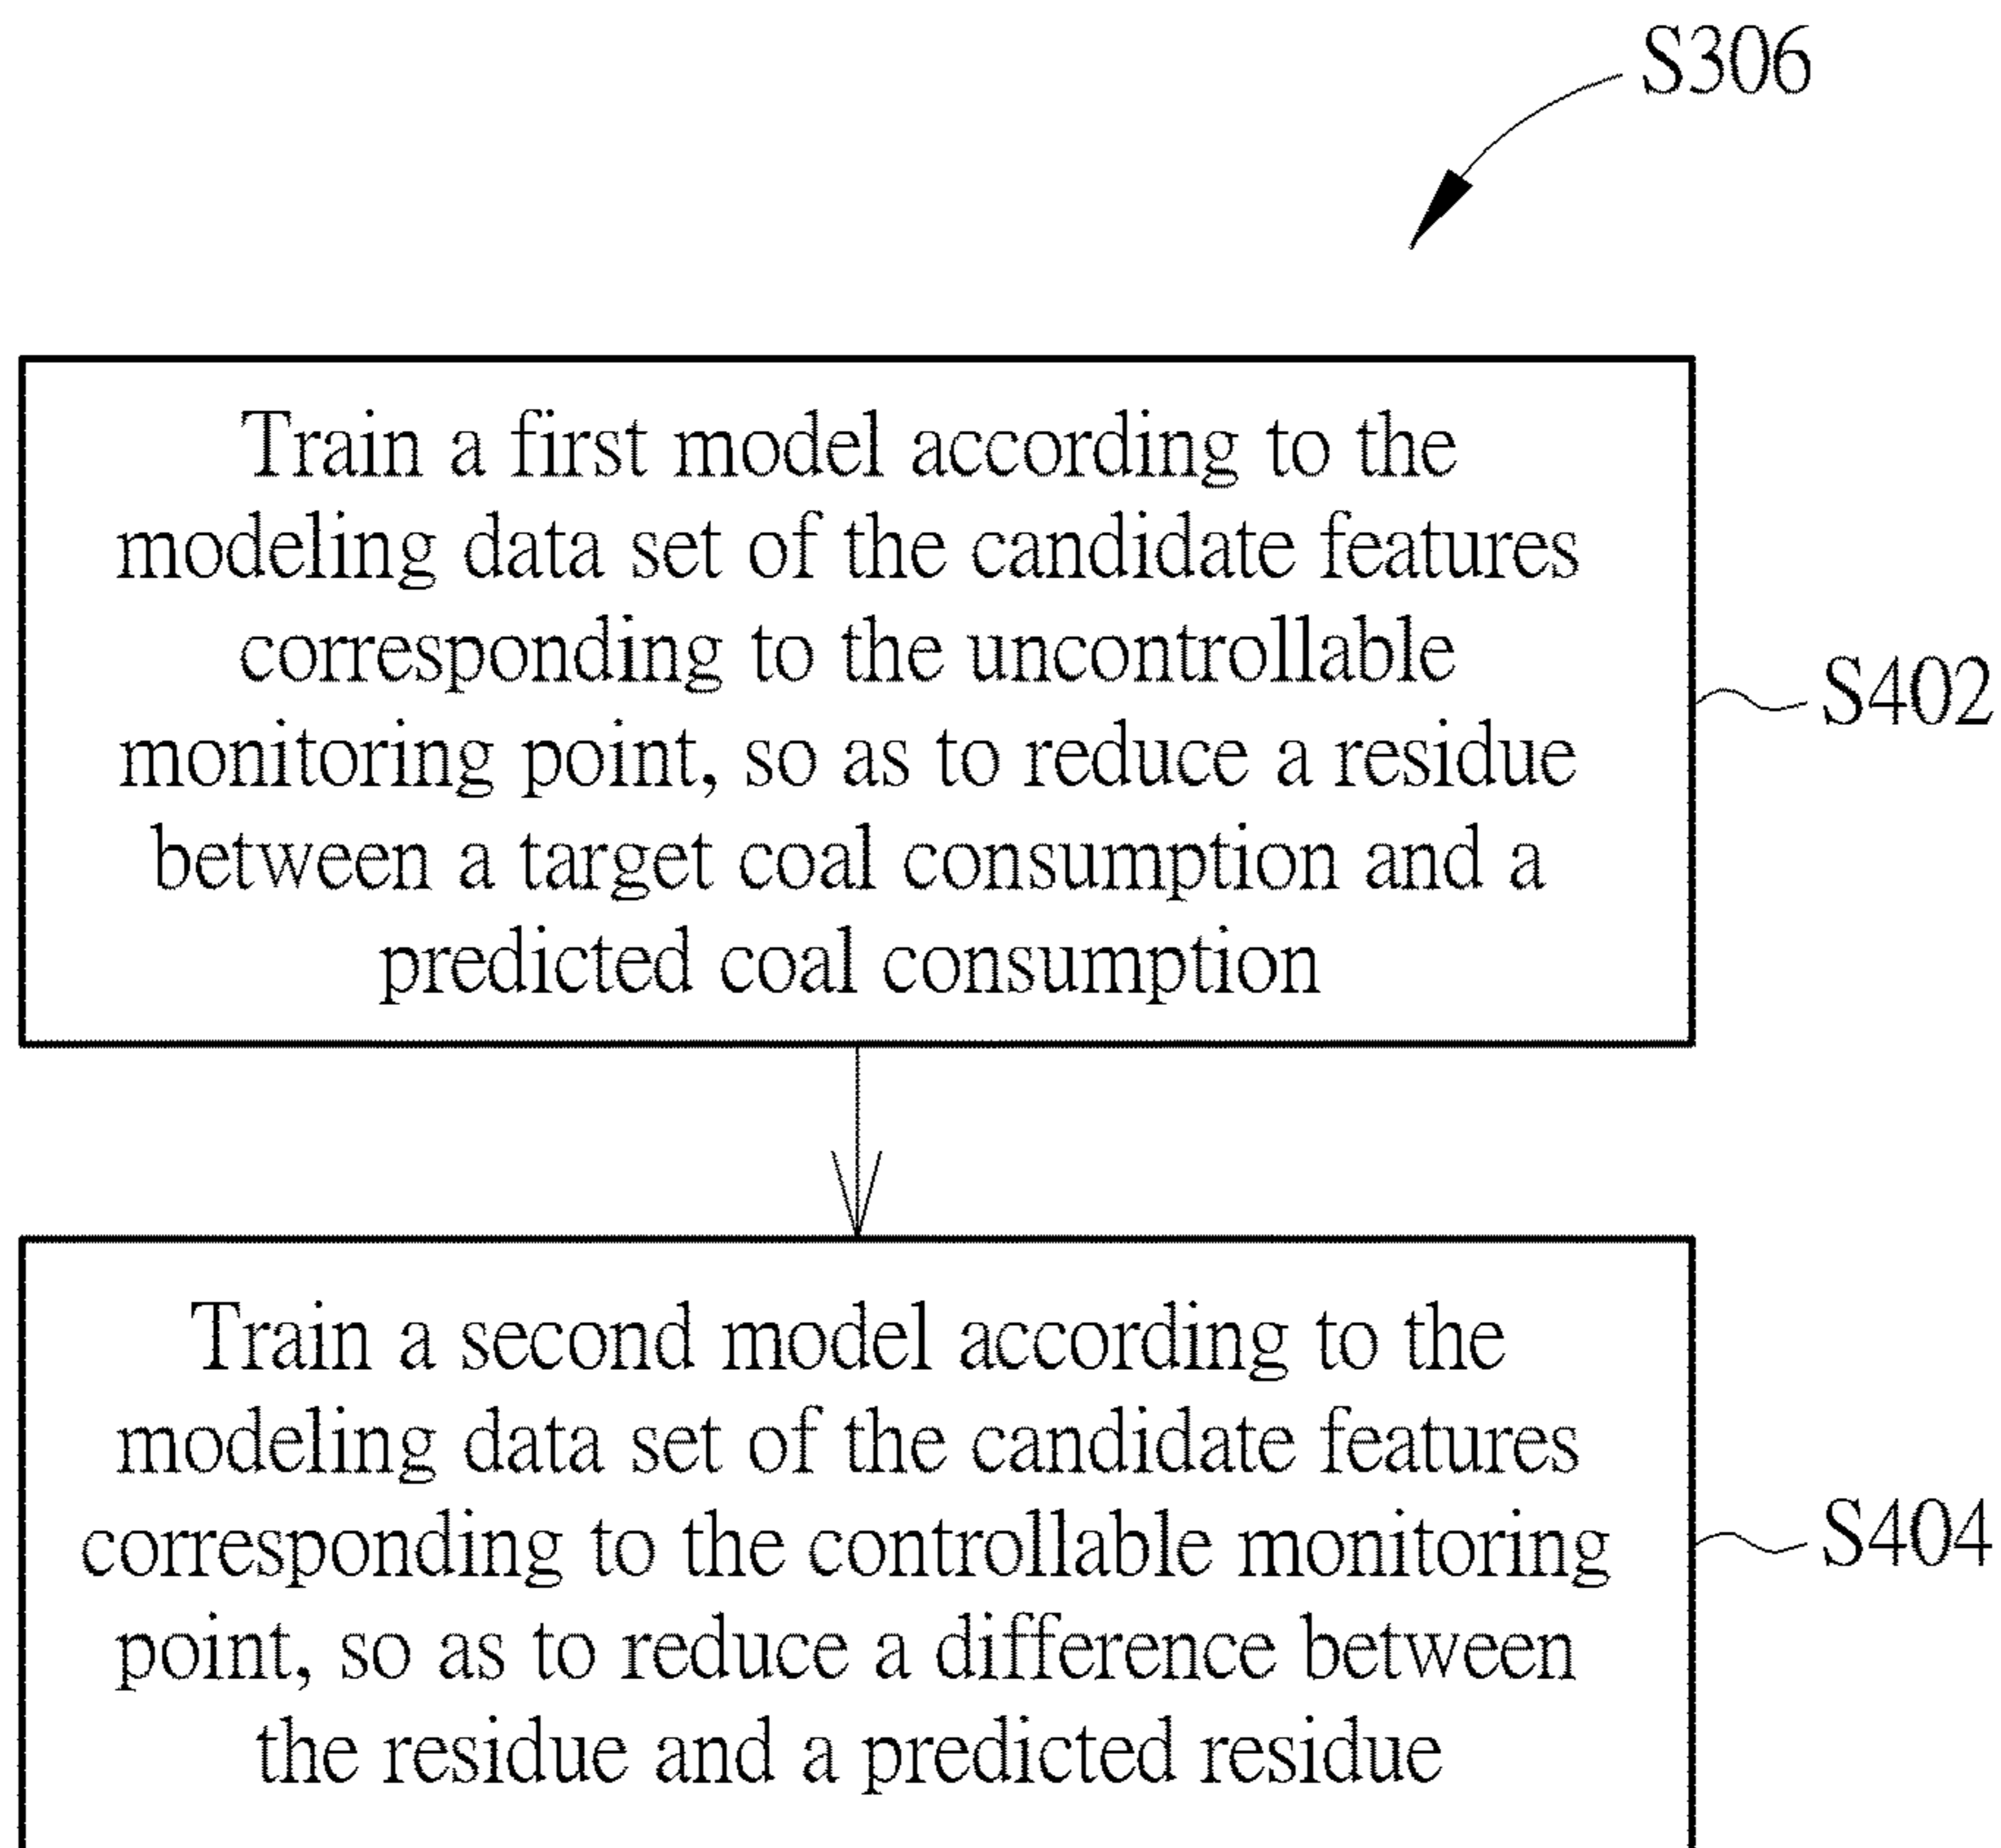 S306
Train a first model according to the
modeling data set of the candidate features
corresponding to the uncontrollable
monitoring point, so as to reduce a residue
between a target coal consumption and a
predicted coal consumption
S402
Train a second model according to the
modeling data set of the candidate features
corresponding to the controllable monitoring
point, so as to reduce a difference between
the residue and a predicted residue
S404